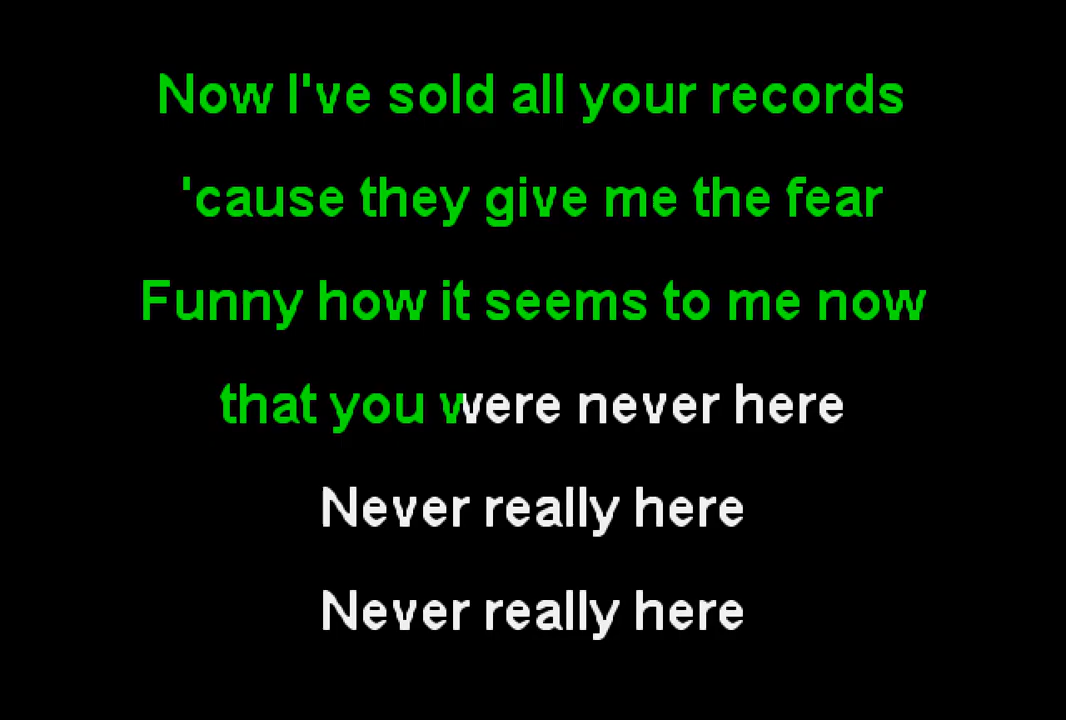 Now I've sold all your records
'cause they give me the fear
Funny how it seems to me now
that you were never here
Never really here
Never really here